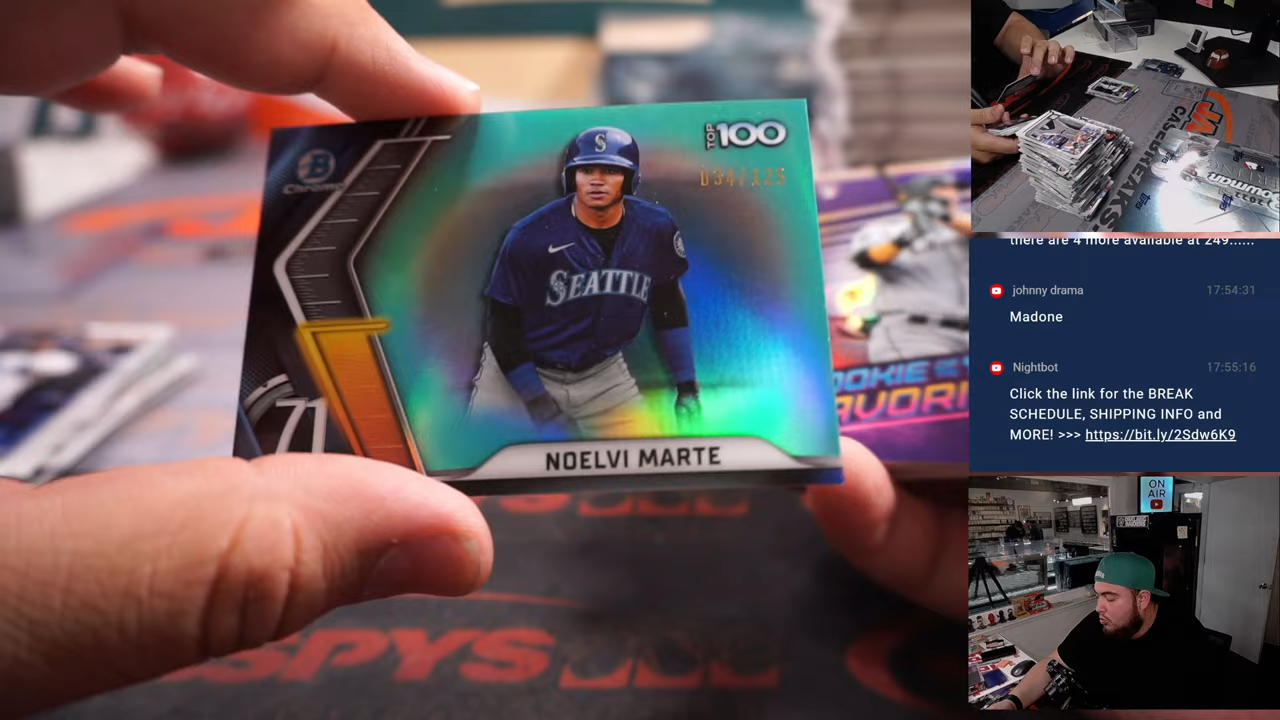 B
Chrome
TOP 100
034/125
S
SEATTLE
71
NOELVI MARTE
SPYS
CASEBREAKS
there are 4 more available at 249......
johnny drama 17:54:31
Madone
Nightbot 17:55:16
Click the link for the BREAK
SCHEDULE, SHIPPING INFO and
MORE! >>> https://bit.ly/2Sdw6K9
ON
AIR